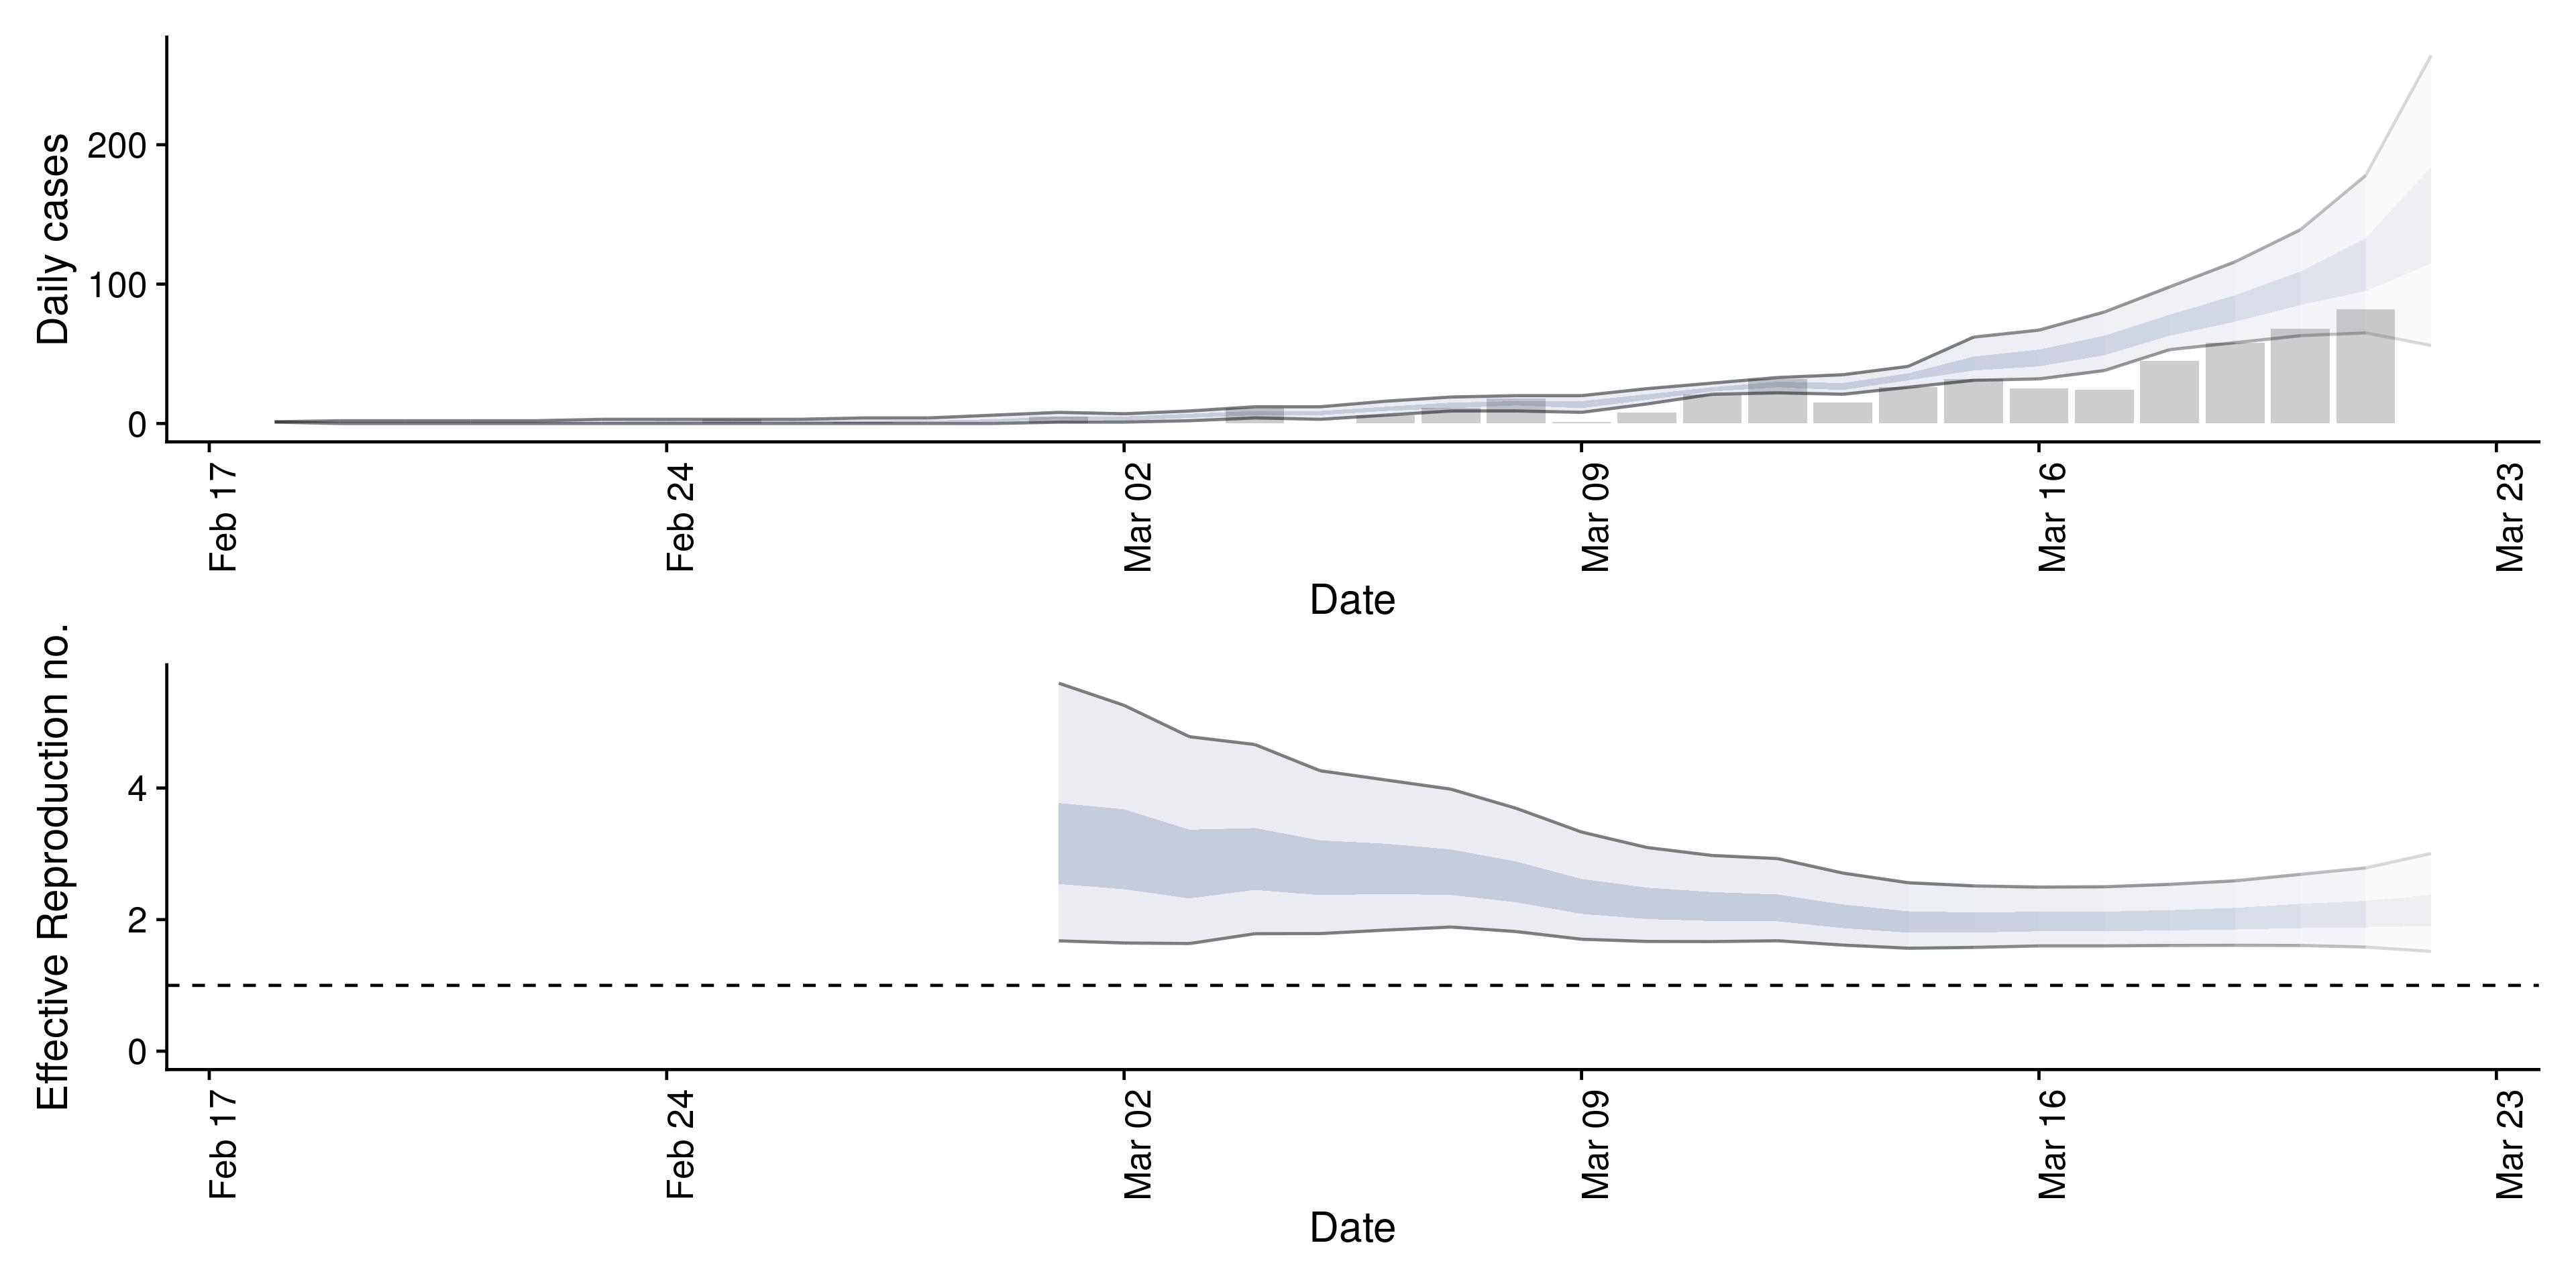 Daily cases
200
100
0
Feb 17
Feb 24
Mar 02
Mar 09
Mar 16
Mar 23
Date
Effective Reproduction no.
4
2
0
Feb 17
Feb 24
Mar 02
Mar 09
Mar 16
Mar 23
Date